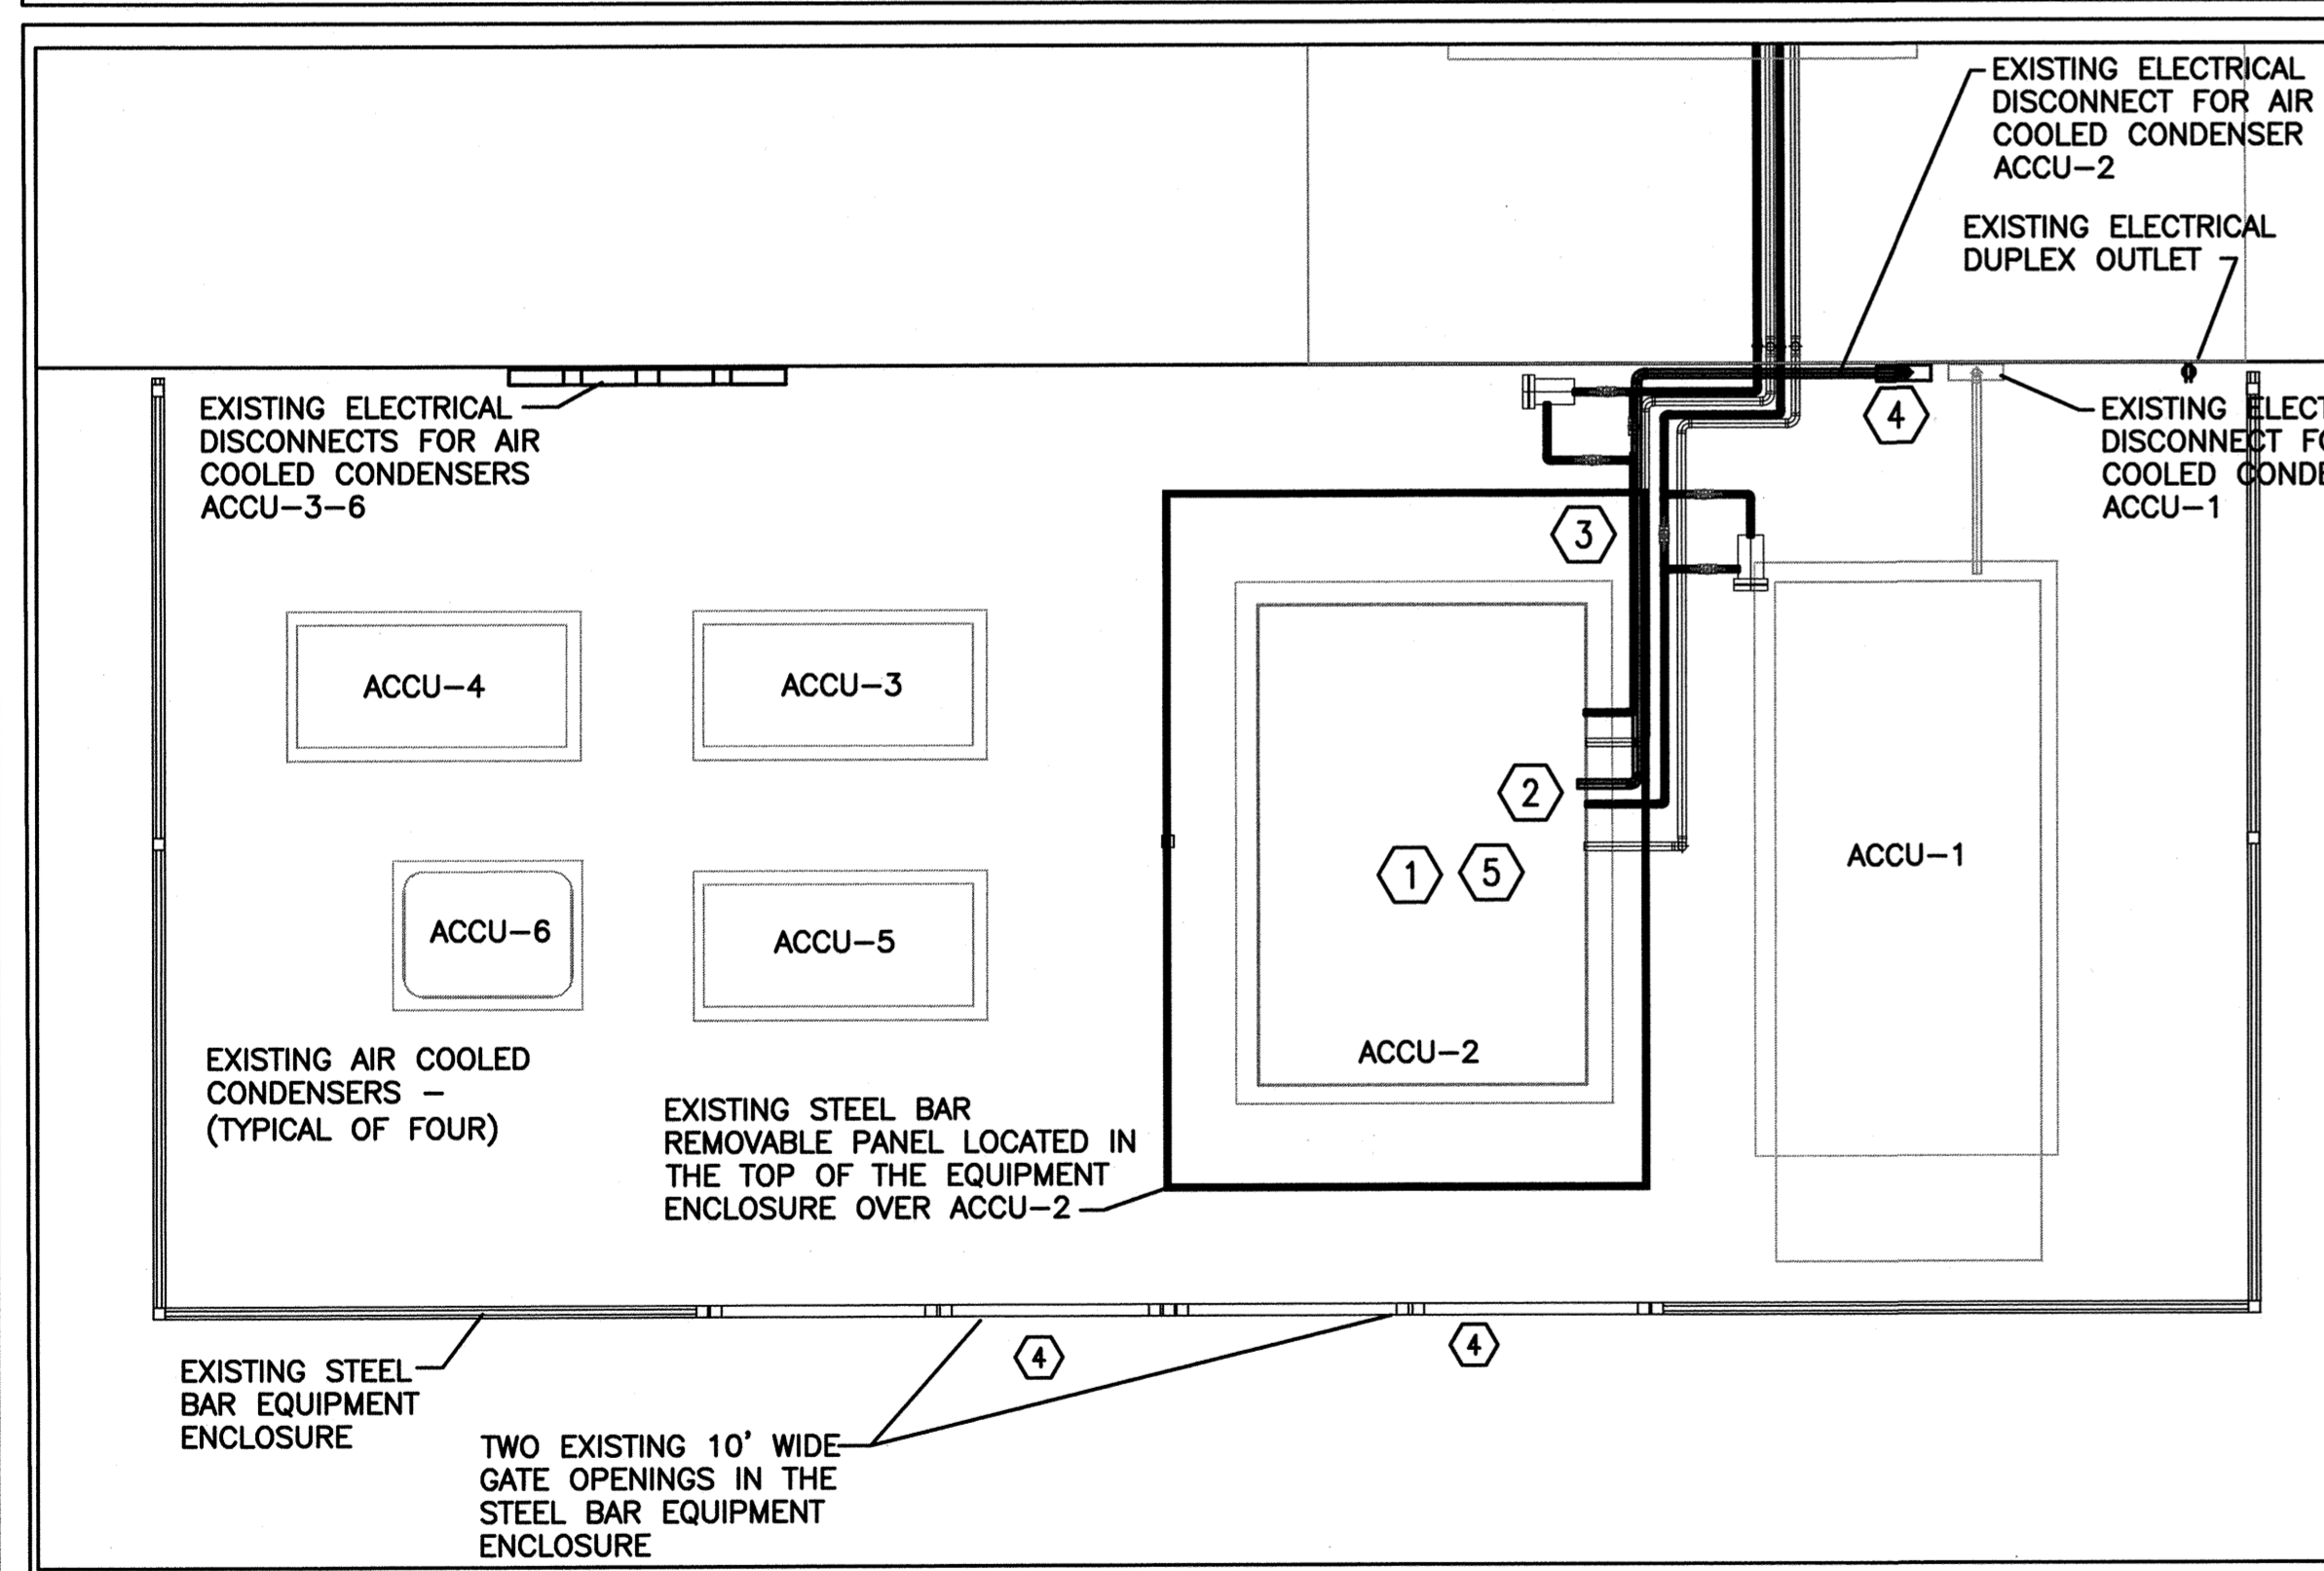 EXISTING ELECTRICAL
DISCONNECT FOR AIR
COOLED CONDENSER
ACCU-2
EXISTING ELECTRICAL
DUPLEX OUTLET
EXISTING ELECTRICAL
DISCONNECTS FOR AIR
COOLED CONDENSERS
ACCU-3-6
4
EXISTING ELECT
DISCONNECT FO
COOLED CONDE
ACCU-1
3
ACCU-4
ACCU-3
2
1
5
ACCU-1
ACCU-6
ACCU-5
ACCU-2
EXISTING AIR COOLED
CONDENSERS –
(TYPICAL OF FOUR)
EXISTING STEEL BAR
REMOVABLE PANEL LOCATED IN
THE TOP OF THE EQUIPMENT
ENCLOSURE OVER ACCU-2
4
4
EXISTING STEEL
BAR EQUIPMENT
ENCLOSURE
TWO EXISTING 10' WIDE
GATE OPENINGS IN THE
STEEL BAR EQUIPMENT
ENCLOSURE